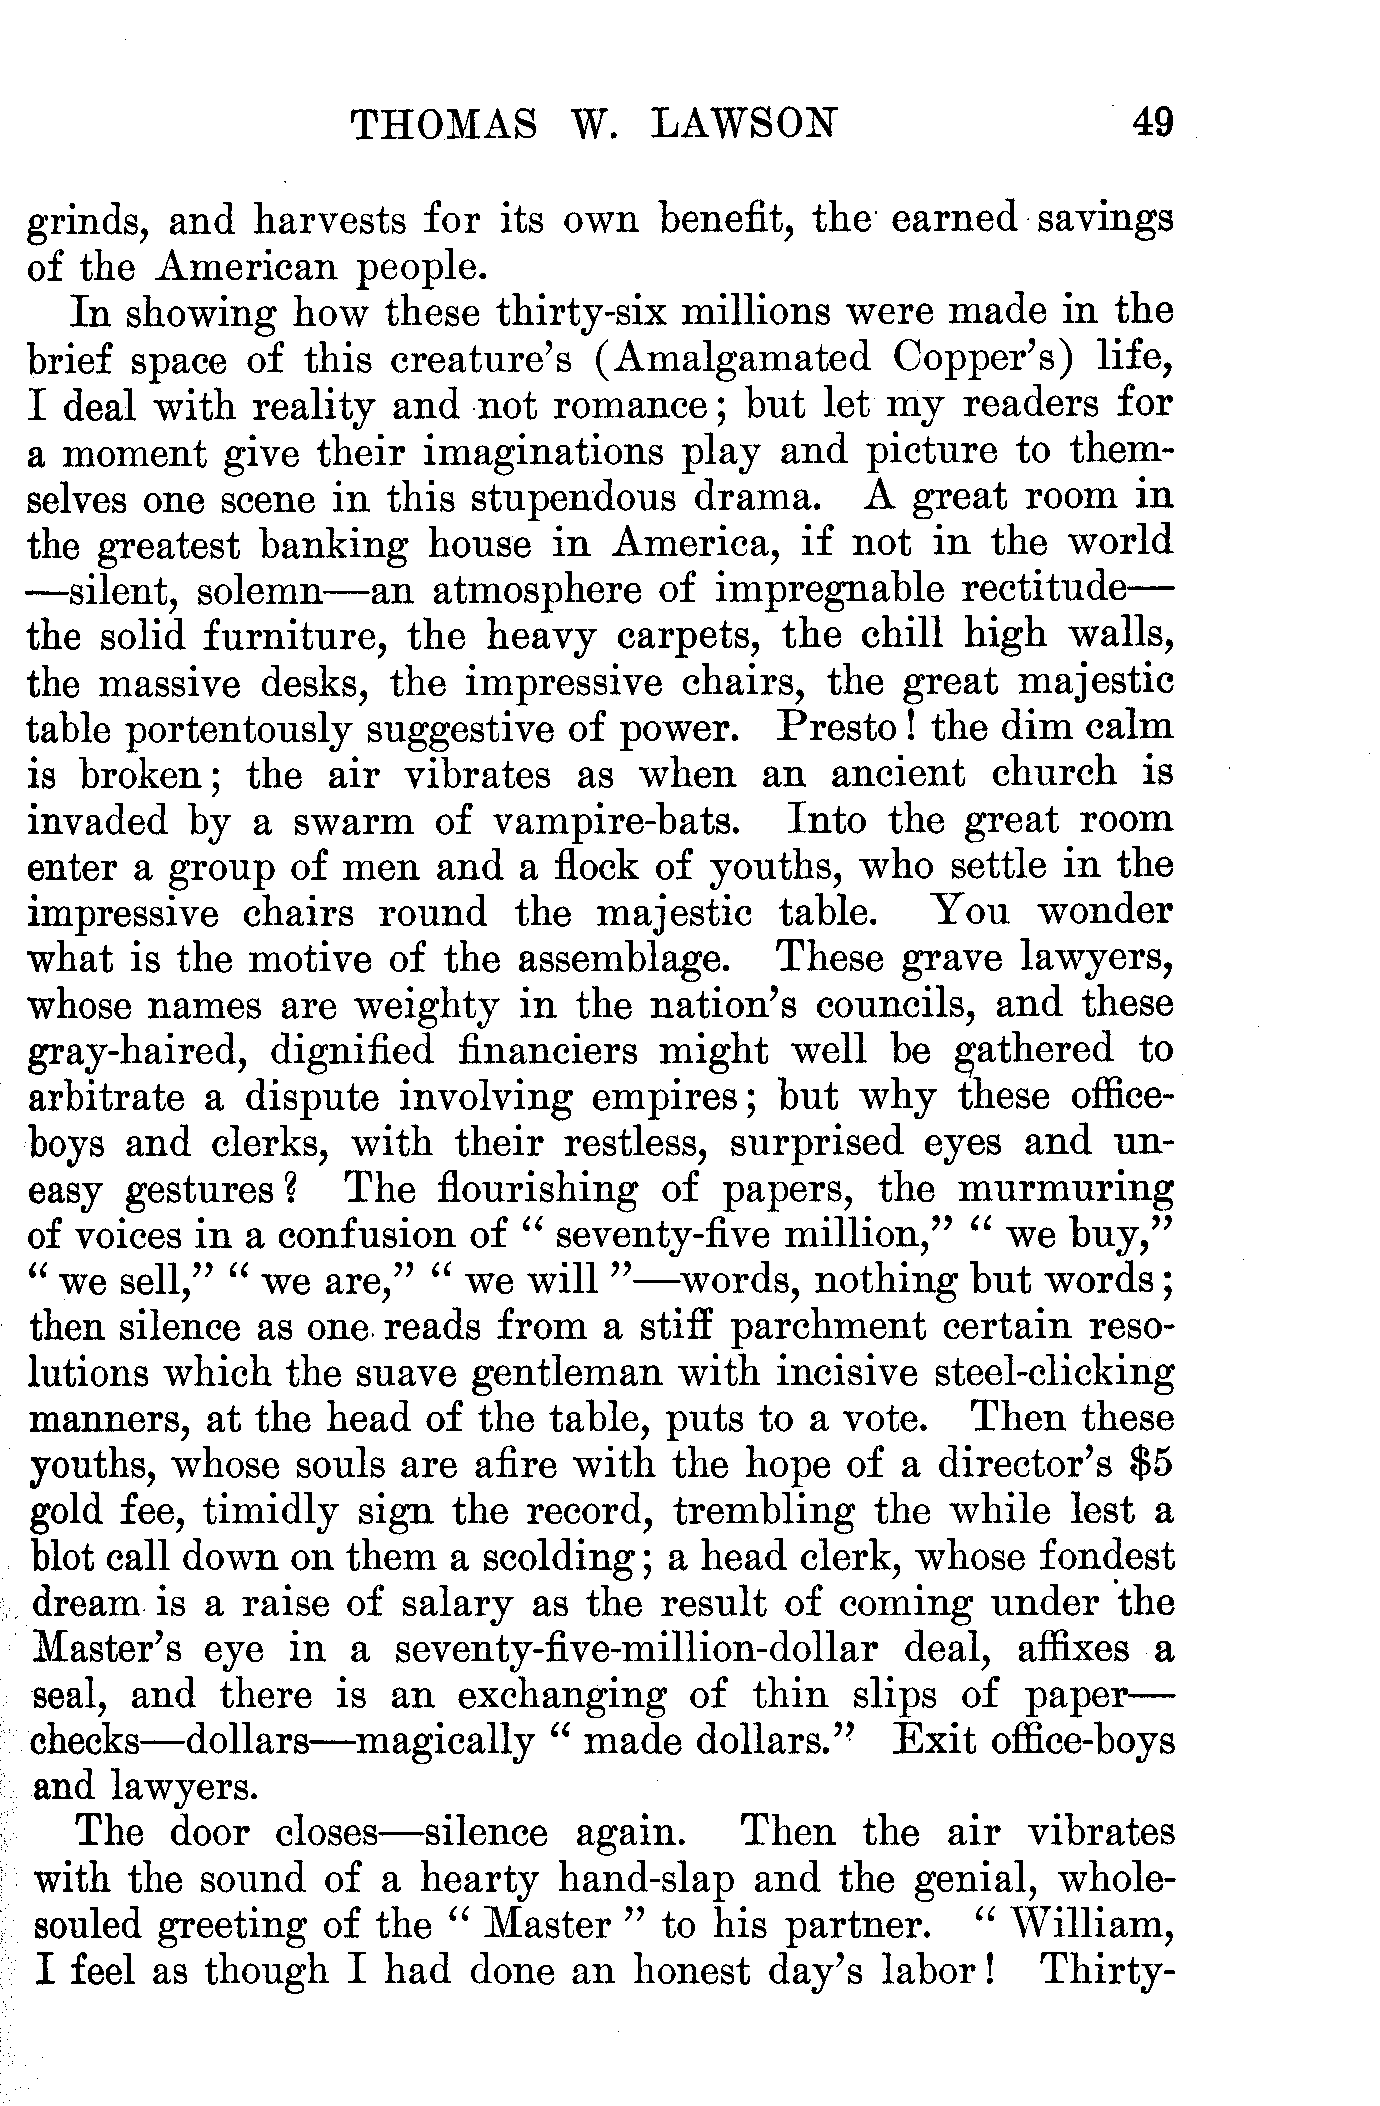 THOMAS W. LAWSON 49
grinds, and harvests for its own benefit, the earned savings
of the American people.
In showing how these thirty-six millions were made in the
brief space of this creature's (Amalgamated Copper's) life,
I deal with reality and not romance; but let my readers for
a moment give their imaginations play and picture to them-
selves one scene in this stupendous drama. A great room in
the greatest banking house in America, if not in the world
—silent, solemn—an atmosphere of impregnable rectitude—
the solid furniture, the heavy carpets, the chill high walls,
the massive desks, the impressive chairs, the great majestic
table portentously suggestive of power. Presto! the dim calm
is broken; the air vibrates as when an ancient church is
invaded by a swarm of vampire-bats. Into the great room
enter a group of men and a flock of youths, who settle in the
impressive chairs round the majestic table. You wonder
what is the motive of the assemblage. These grave lawyers,
whose names are weighty in the nation's councils, and these
gray-haired, dignified financiers might well be gathered to
arbitrate a dispute involving empires; but why these office-
boys and clerks, with their restless, surprised eyes and un-
easy gestures? The flourishing of papers, the murmuring
of voices in a confusion of " seventy-five million," " we buy,"
" we sell," " we are," " we will "—words, nothing but words;
then silence as one reads from a stiff parchment certain reso-
lutions which the suave gentleman with incisive steel-clicking
manners, at the head of the table, puts to a vote. Then these
youths, whose souls are afire with the hope of a director's $5
gold fee, timidly sign the record, trembling the while lest a
blot call down on them a scolding; a head clerk, whose fondest
dream is a raise of salary as the result of coming under the
Master's eye in a seventy-five-million-dollar deal, affixes a
seal, and there is an exchanging of thin slips of paper—
checks—dollars—magically " made dollars." Exit office-boys
and lawyers.
The door closes—silence again. Then the air vibrates
with the sound of a hearty hand-slap and the genial, whole-
souled greeting of the " Master " to his partner. " William,
I feel as though I had done an honest day's labor! Thirty-